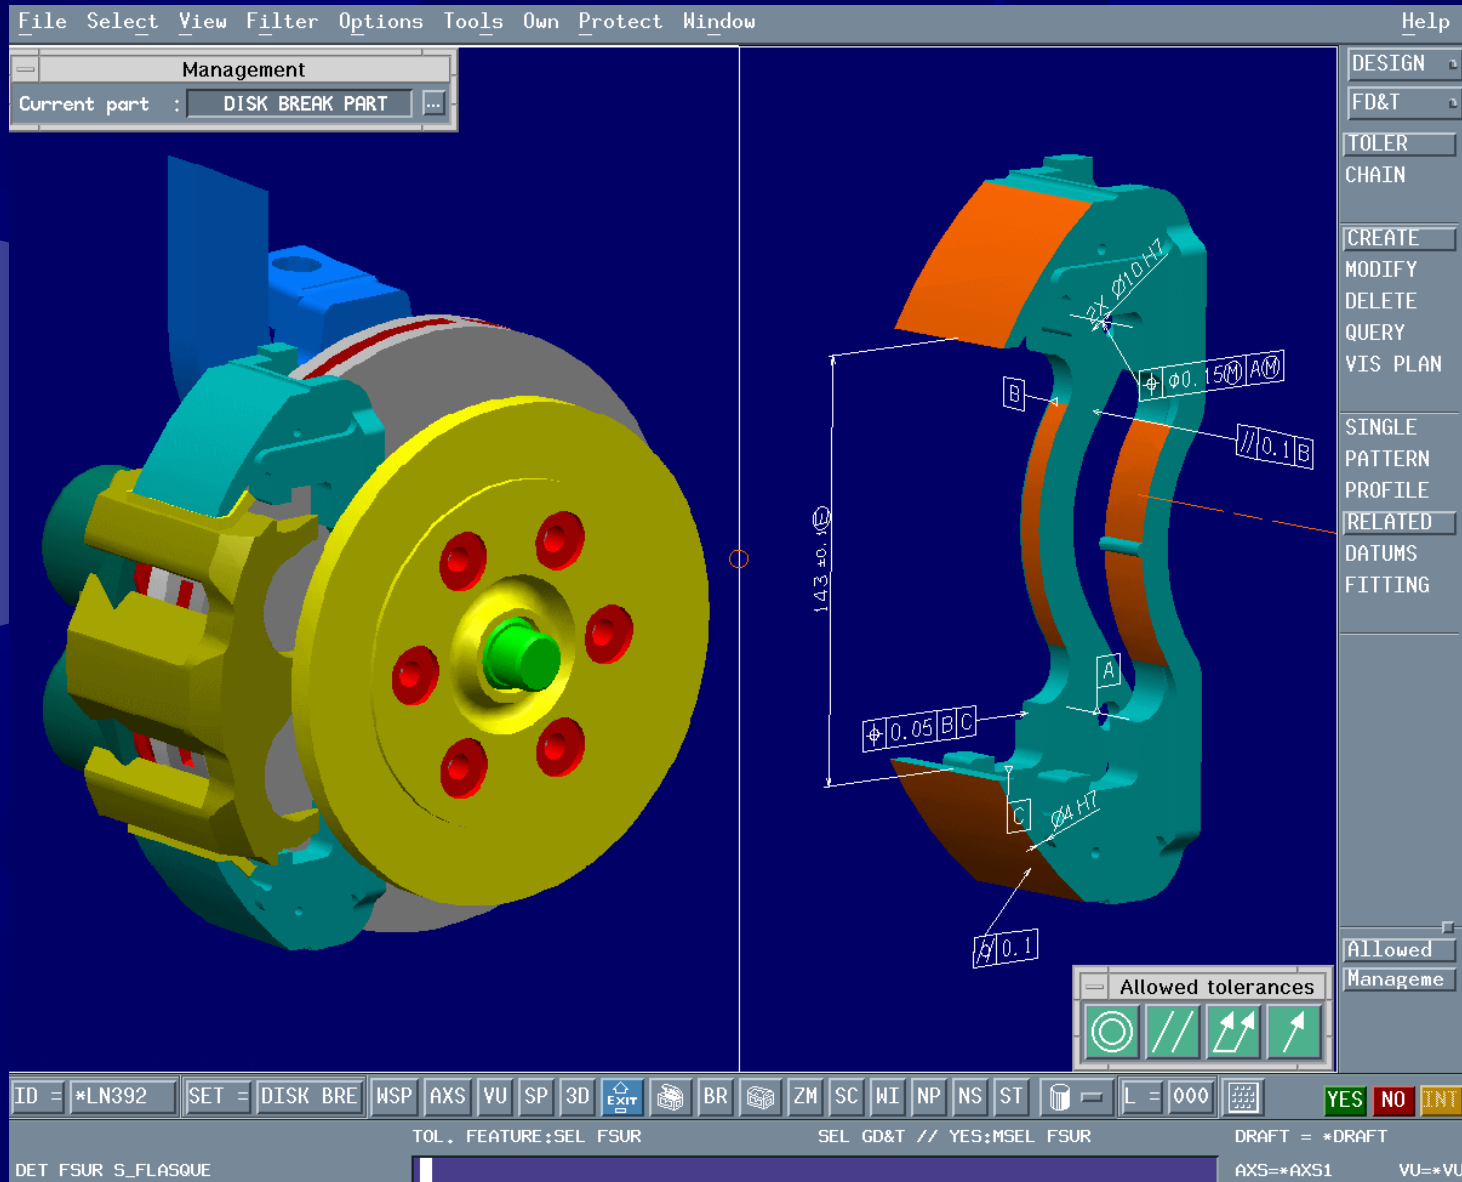 File Select View Filter Options Tools Own Protect Window Help
Management
Current part : DISK BREAK PART ...
DESIGN
FD&T
TOLER
CHAIN
CREATE
MODIFY
DELETE
QUERY
VIS PLAN
SINGLE
PATTERN
PROFILE
RELATED
DATUMS
FITTING
Allowed
Manageme
2X Ø10 H7
⌖ Ø0.15Ⓜ AⓂ
B
// 0.1 B
143 ±0.1Ⓔ
A
⌖ 0.05 B C
C
Ø4 H7
⌭ 0.1
Allowed tolerances
ID = *LN392 SET = DISK BRE WSP AXS VU SP 3D EXIT BR ZM SC WI NP NS ST L = 000 YES NO INT
TOL. FEATURE:SEL FSUR SEL GD&T // YES:MSEL FSUR DRAFT = *DRAFT
DET FSUR S_FLASQUE AXS=*AXS1 VU=*VU